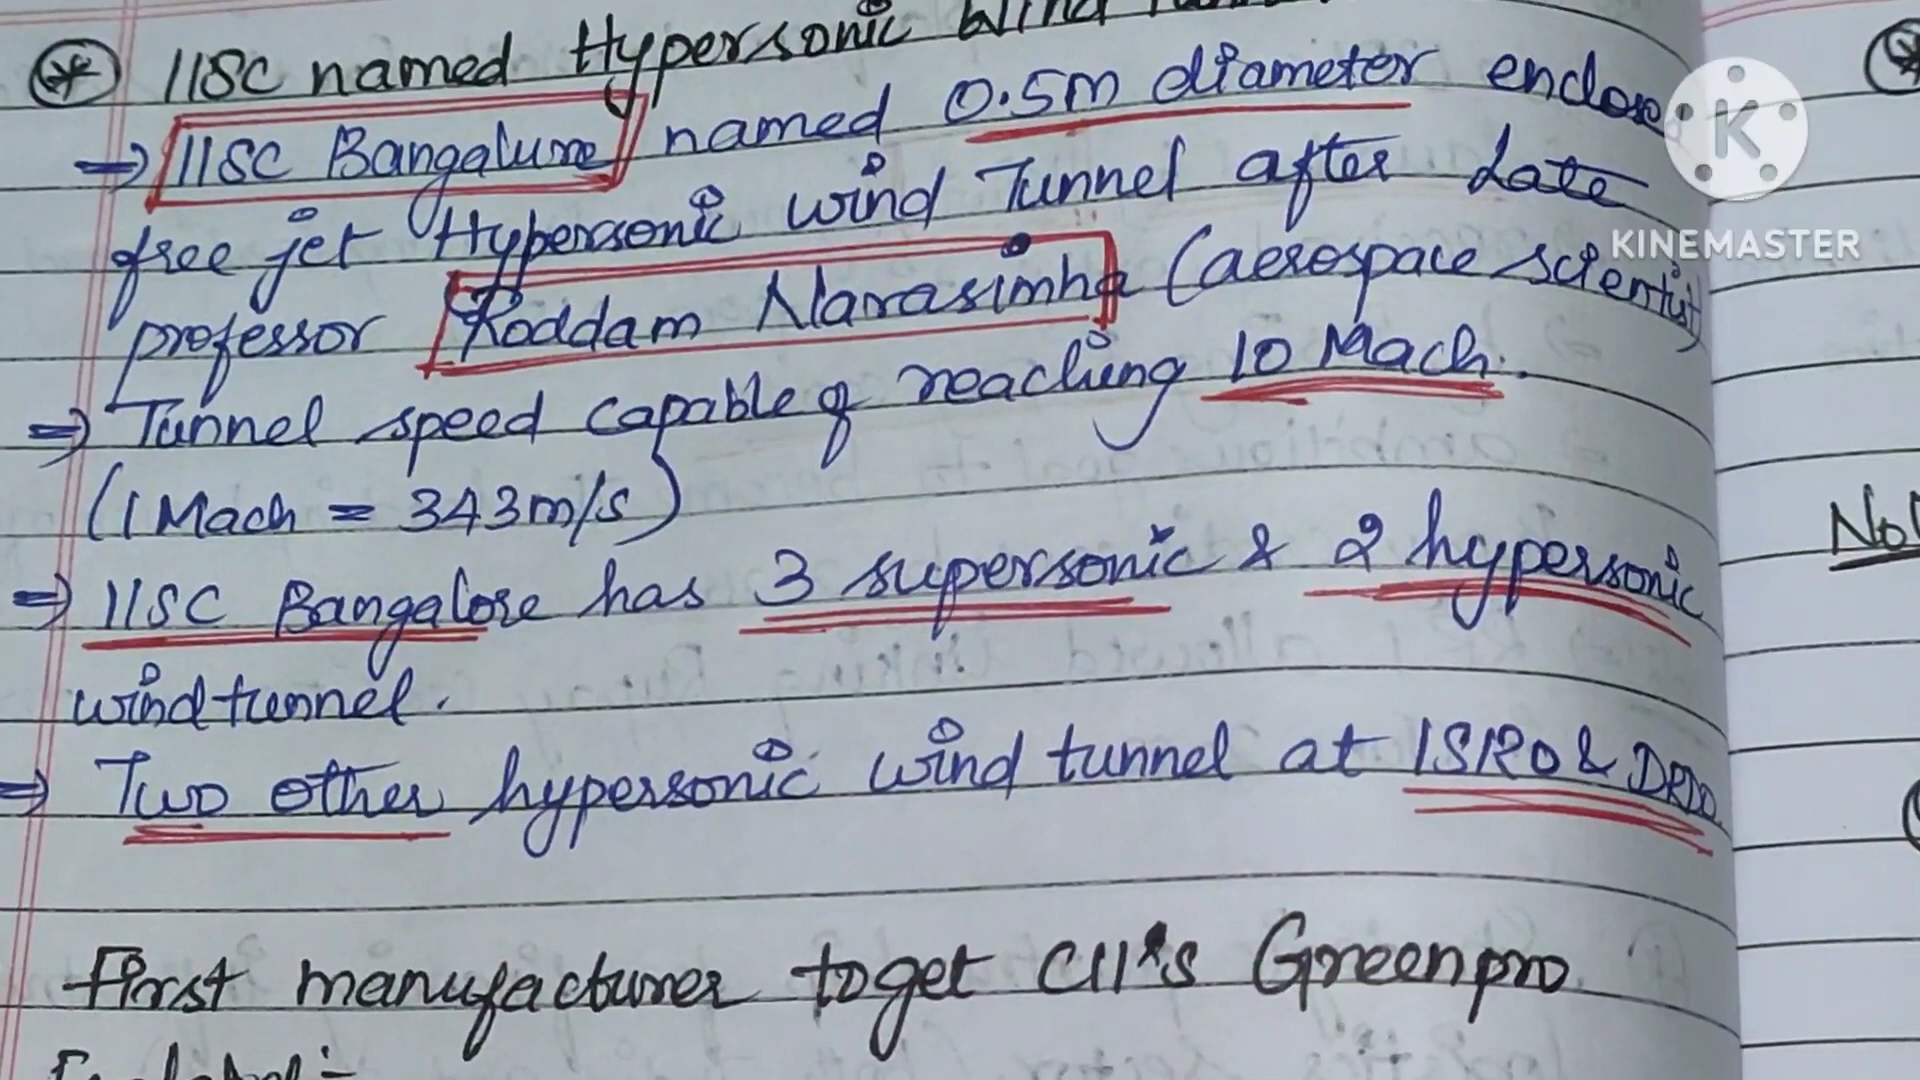 IISC named Hypersonic Wind
⇒ IISC Bangalure named 0.5m diameter enclose
free jet Hypersonic wind Tunnel after Late
professor Roddam Narasimha (aerospace scientist)
⇒ Tunnel speed capable of reaching 10 Mach.
(1 Mach = 343m/s)
⇒ IISC Bangalore has 3 supersonic & 2 hypersonic
wind tunnel.
⇒ Two other hypersonic wind tunnel at ISRO & DRDO.
First manufacturer to get CII's Greenpro
K
KINEMASTER